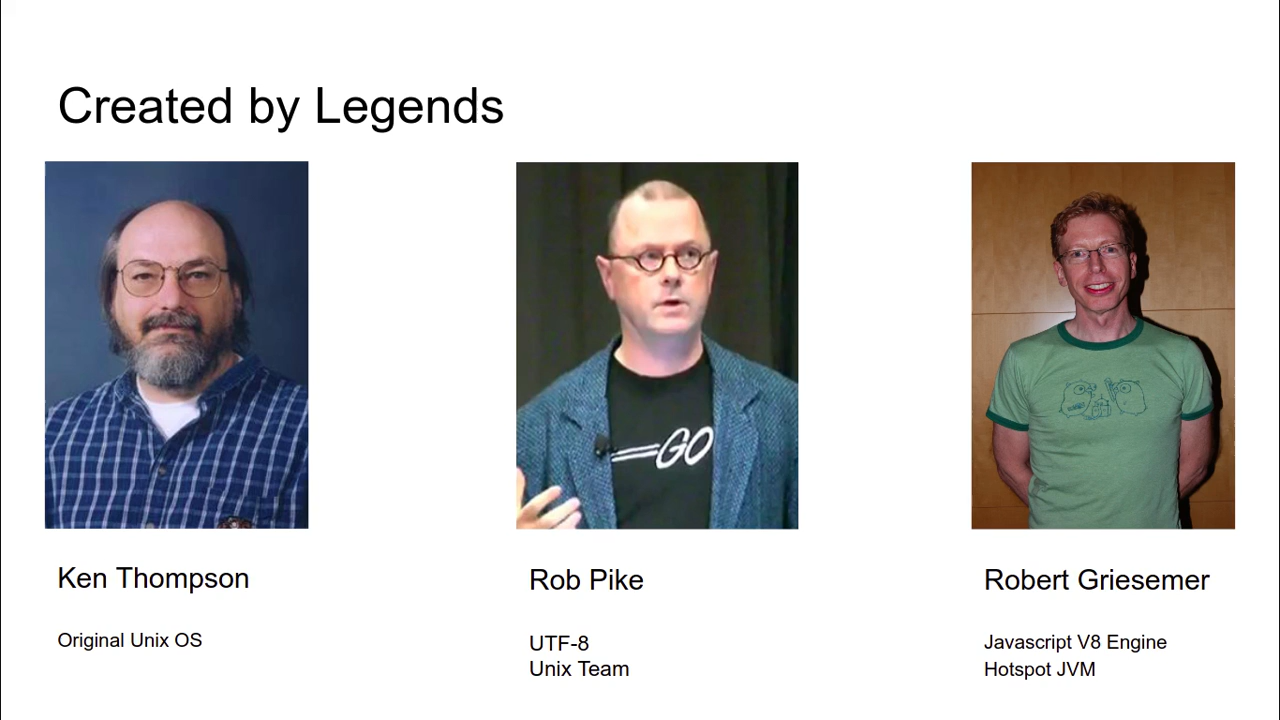 Created by Legends
GO
Ken Thompson
Rob Pike
Robert Griesemer
Original Unix OS
UTF-8
Unix Team
Javascript V8 Engine
Hotspot JVM